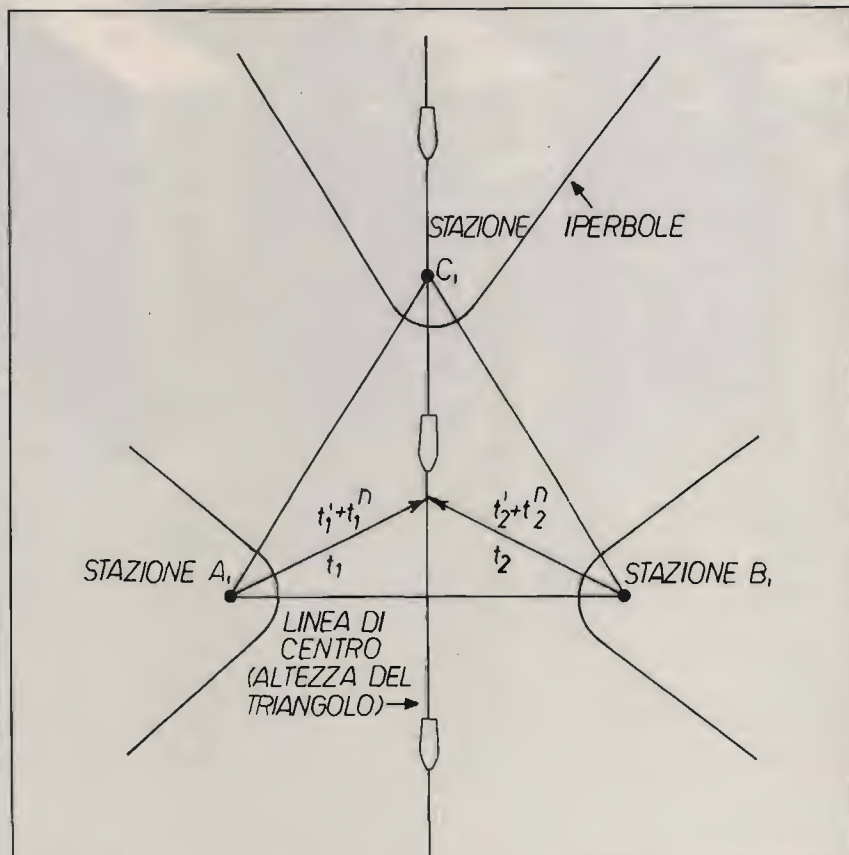 STAZIONE
IPERBOLE
C₁
t₁'+t₁ⁿ
t₁
t₂'+t₂ⁿ
t₂
STAZIONE A₁
STAZIONE B₁
LINEA DI
CENTRO
(ALTEZZA DEL
TRIANGOLO)